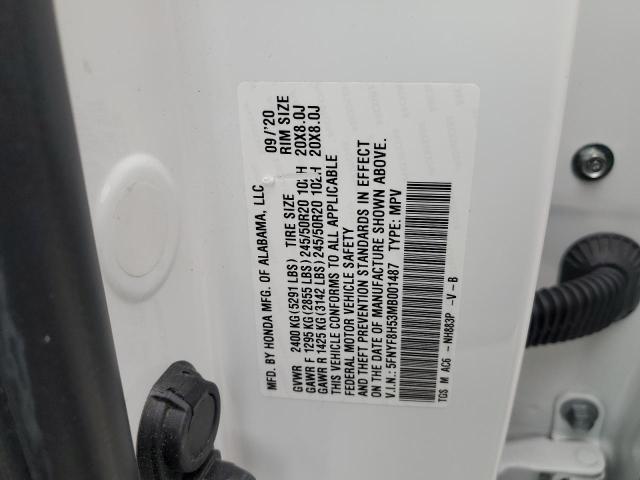 MFD. BY HONDA MFG. OF ALABAMA, LLC 09/'20
GVWR 2400 KG (5291 LBS) TIRE SIZE RIM SIZE
GAWR F 1295 KG (2855 LBS) 245/50R20 102H 20X8.0J
GAWR R 1425 KG (3142 LBS) 245/50R20 102H 20X8.0J
THIS VEHICLE CONFORMS TO ALL APPLICABLE
FEDERAL MOTOR VEHICLE SAFETY
AND THEFT PREVENTION STANDARDS IN EFFECT
ON THE DATE OF MANUFACTURE SHOWN ABOVE.
V.I.N.: 5FNYF8H53MB001487 TYPE: MPV
TGS M AC6 - NH883P - V - B